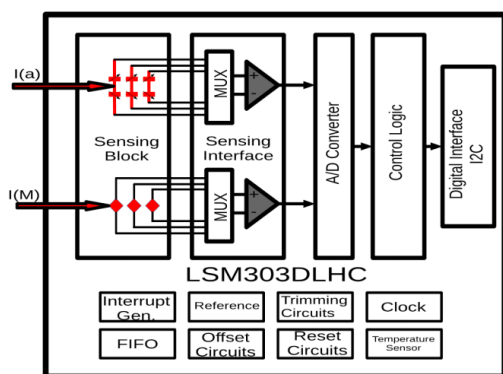 I(a)
I(M)
Sensing
Block
Sensing
Interface
MUX
+
-
MUX
+
-
A/D Converter
Control Logic
Digital Interface
I2C
LSM303DLHC
Interrupt
Gen.
Reference
Trimming
Circuits
Clock
FIFO
Offset
Circuits
Reset
Circuits
Temperature
Sensor